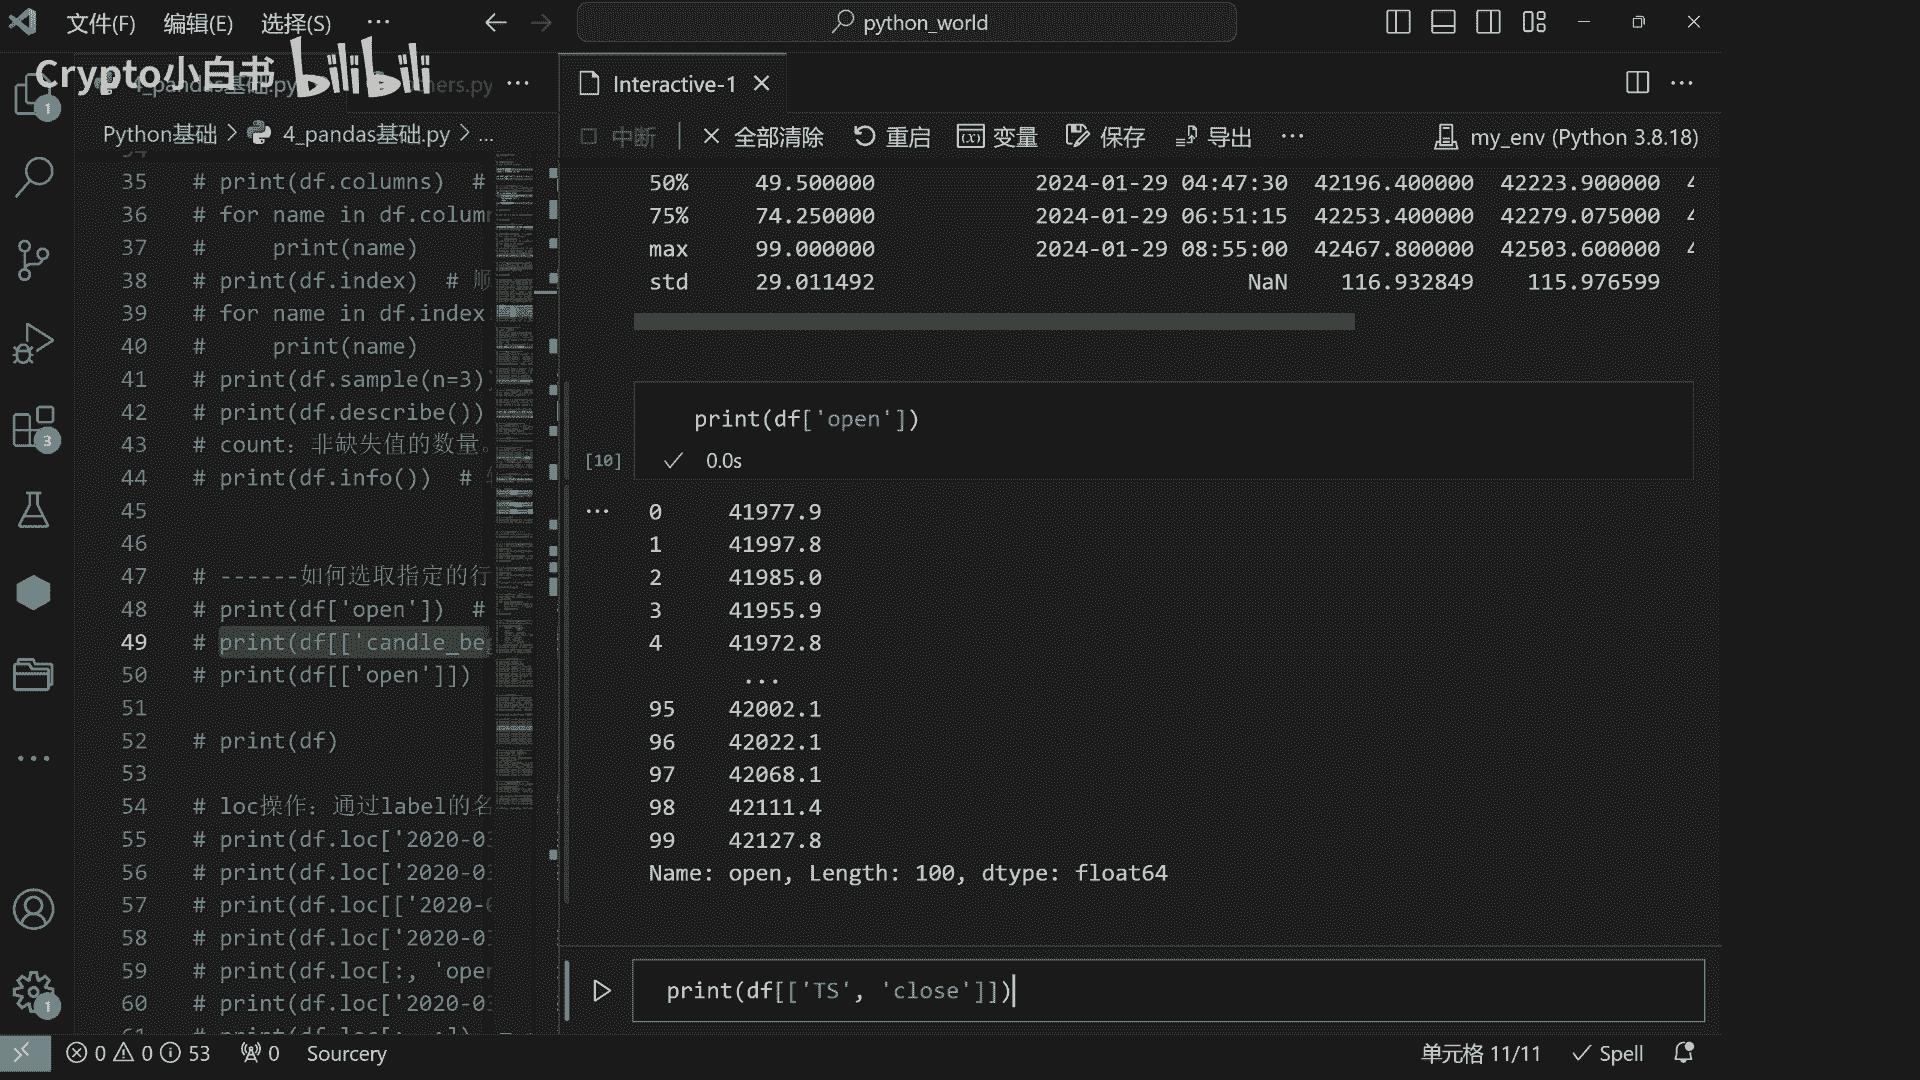 文件(F) 编辑(E) 选择(S) ··· python_world
Crypto小白书 bilibili
4_pandas基础.py
hers.py ···
Interactive-1
Python基础 > 4_pandas基础.py > ...
中断 全部清除 重启 变量 保存 导出 ··· my_env (Python 3.8.18)
35 # print(df.columns) #
36 # for name in df.colum
37 # print(name)
38 # print(df.index) # 顺
39 # for name in df.index
40 # print(name)
41 # print(df.sample(n=3)
42 # print(df.describe())
43 # count: 非缺失值的数量。
44 # print(df.info()) #
45
46
47 # ------如何选取指定的行
48 # print(df['open']) #
49 # print(df[['candle_be
50 # print(df[['open']])
51
52 # print(df)
53
54 # loc操作: 通过label的名
55 # print(df.loc['2020-0
56 # print(df.loc['2020-0
57 # print(df.loc[['2020-
58 # print(df.loc['2020-0
59 # print(df.loc[:, 'ope
60 # print(df.loc['2020-0
50% 49.500000 2024-01-29 04:47:30 42196.400000 42223.900000 4
75% 74.250000 2024-01-29 06:51:15 42253.400000 42279.075000 4
max 99.000000 2024-01-29 08:55:00 42467.800000 42503.600000 4
std 29.011492 NaN 116.932849 115.976599
print(df['open'])
[10] 0.0s
0 41977.9
1 41997.8
2 41985.0
3 41955.9
4 41972.8
...
95 42002.1
96 42022.1
97 42068.1
98 42111.4
99 42127.8
Name: open, Length: 100, dtype: float64
print(df[['TS', 'close']])
0 0 53 0 Sourcery 单元格 11/11 Spell
1
3
1